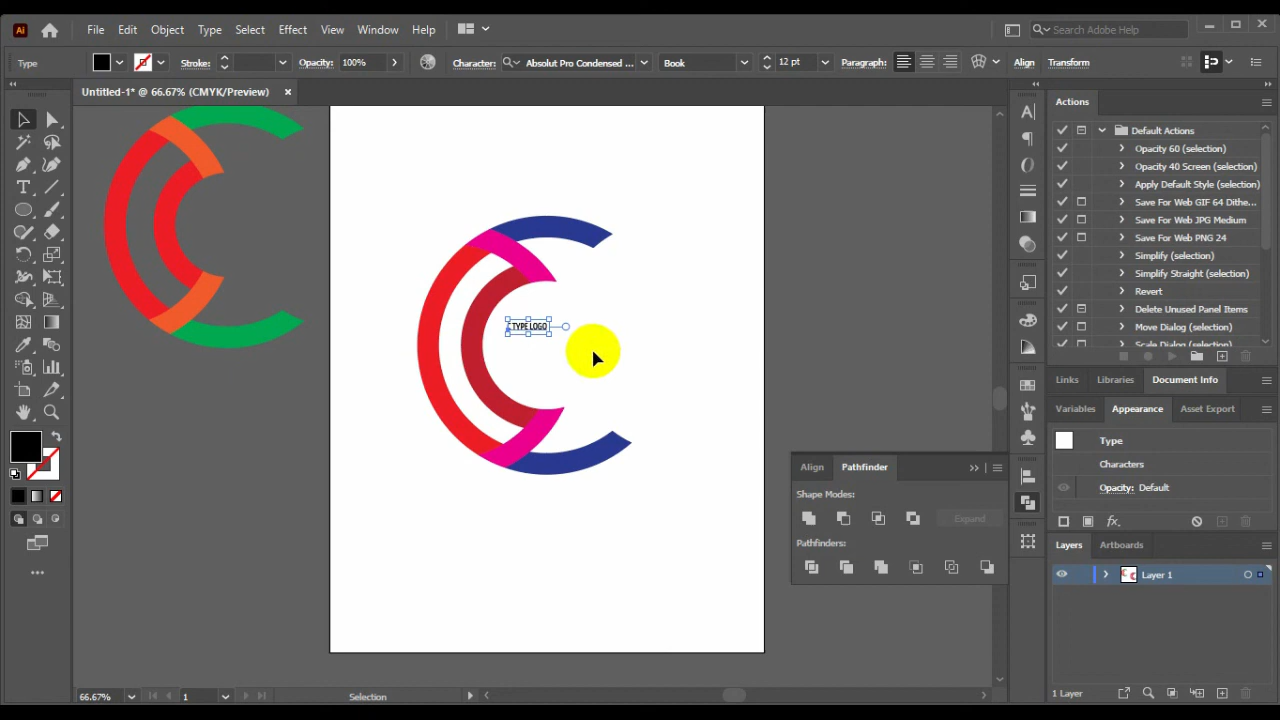 Ai File Edit Object Type Select Effect View Window Help Search Adobe Help
Type Stroke: Opacity: 100% Character: Absolut Pro Condensed ... Book 12 pt Paragraph: Align Transform
Untitled-1* @ 66.67% (CMYK/Preview) ×
TYPE LOGO
Actions
Default Actions
Opacity 60 (selection)
Opacity 40 Screen (selection)
Apply Default Style (selection)
Save For Web GIF 64 Dithe...
Save For Web JPG Medium
Save For Web PNG 24
Simplify (selection)
Simplify Straight (selection)
Revert
Delete Unused Panel Items
Move Dialog (selection)
Scale Dialog (selection)
Links Libraries Document Info
Variables Appearance Asset Export
Type
Characters
Opacity: Default
Align Pathfinder
Shape Modes:
Expand
Pathfinders:
Layers Artboards
Layer 1
1 Layer
66.67% 1 Selection